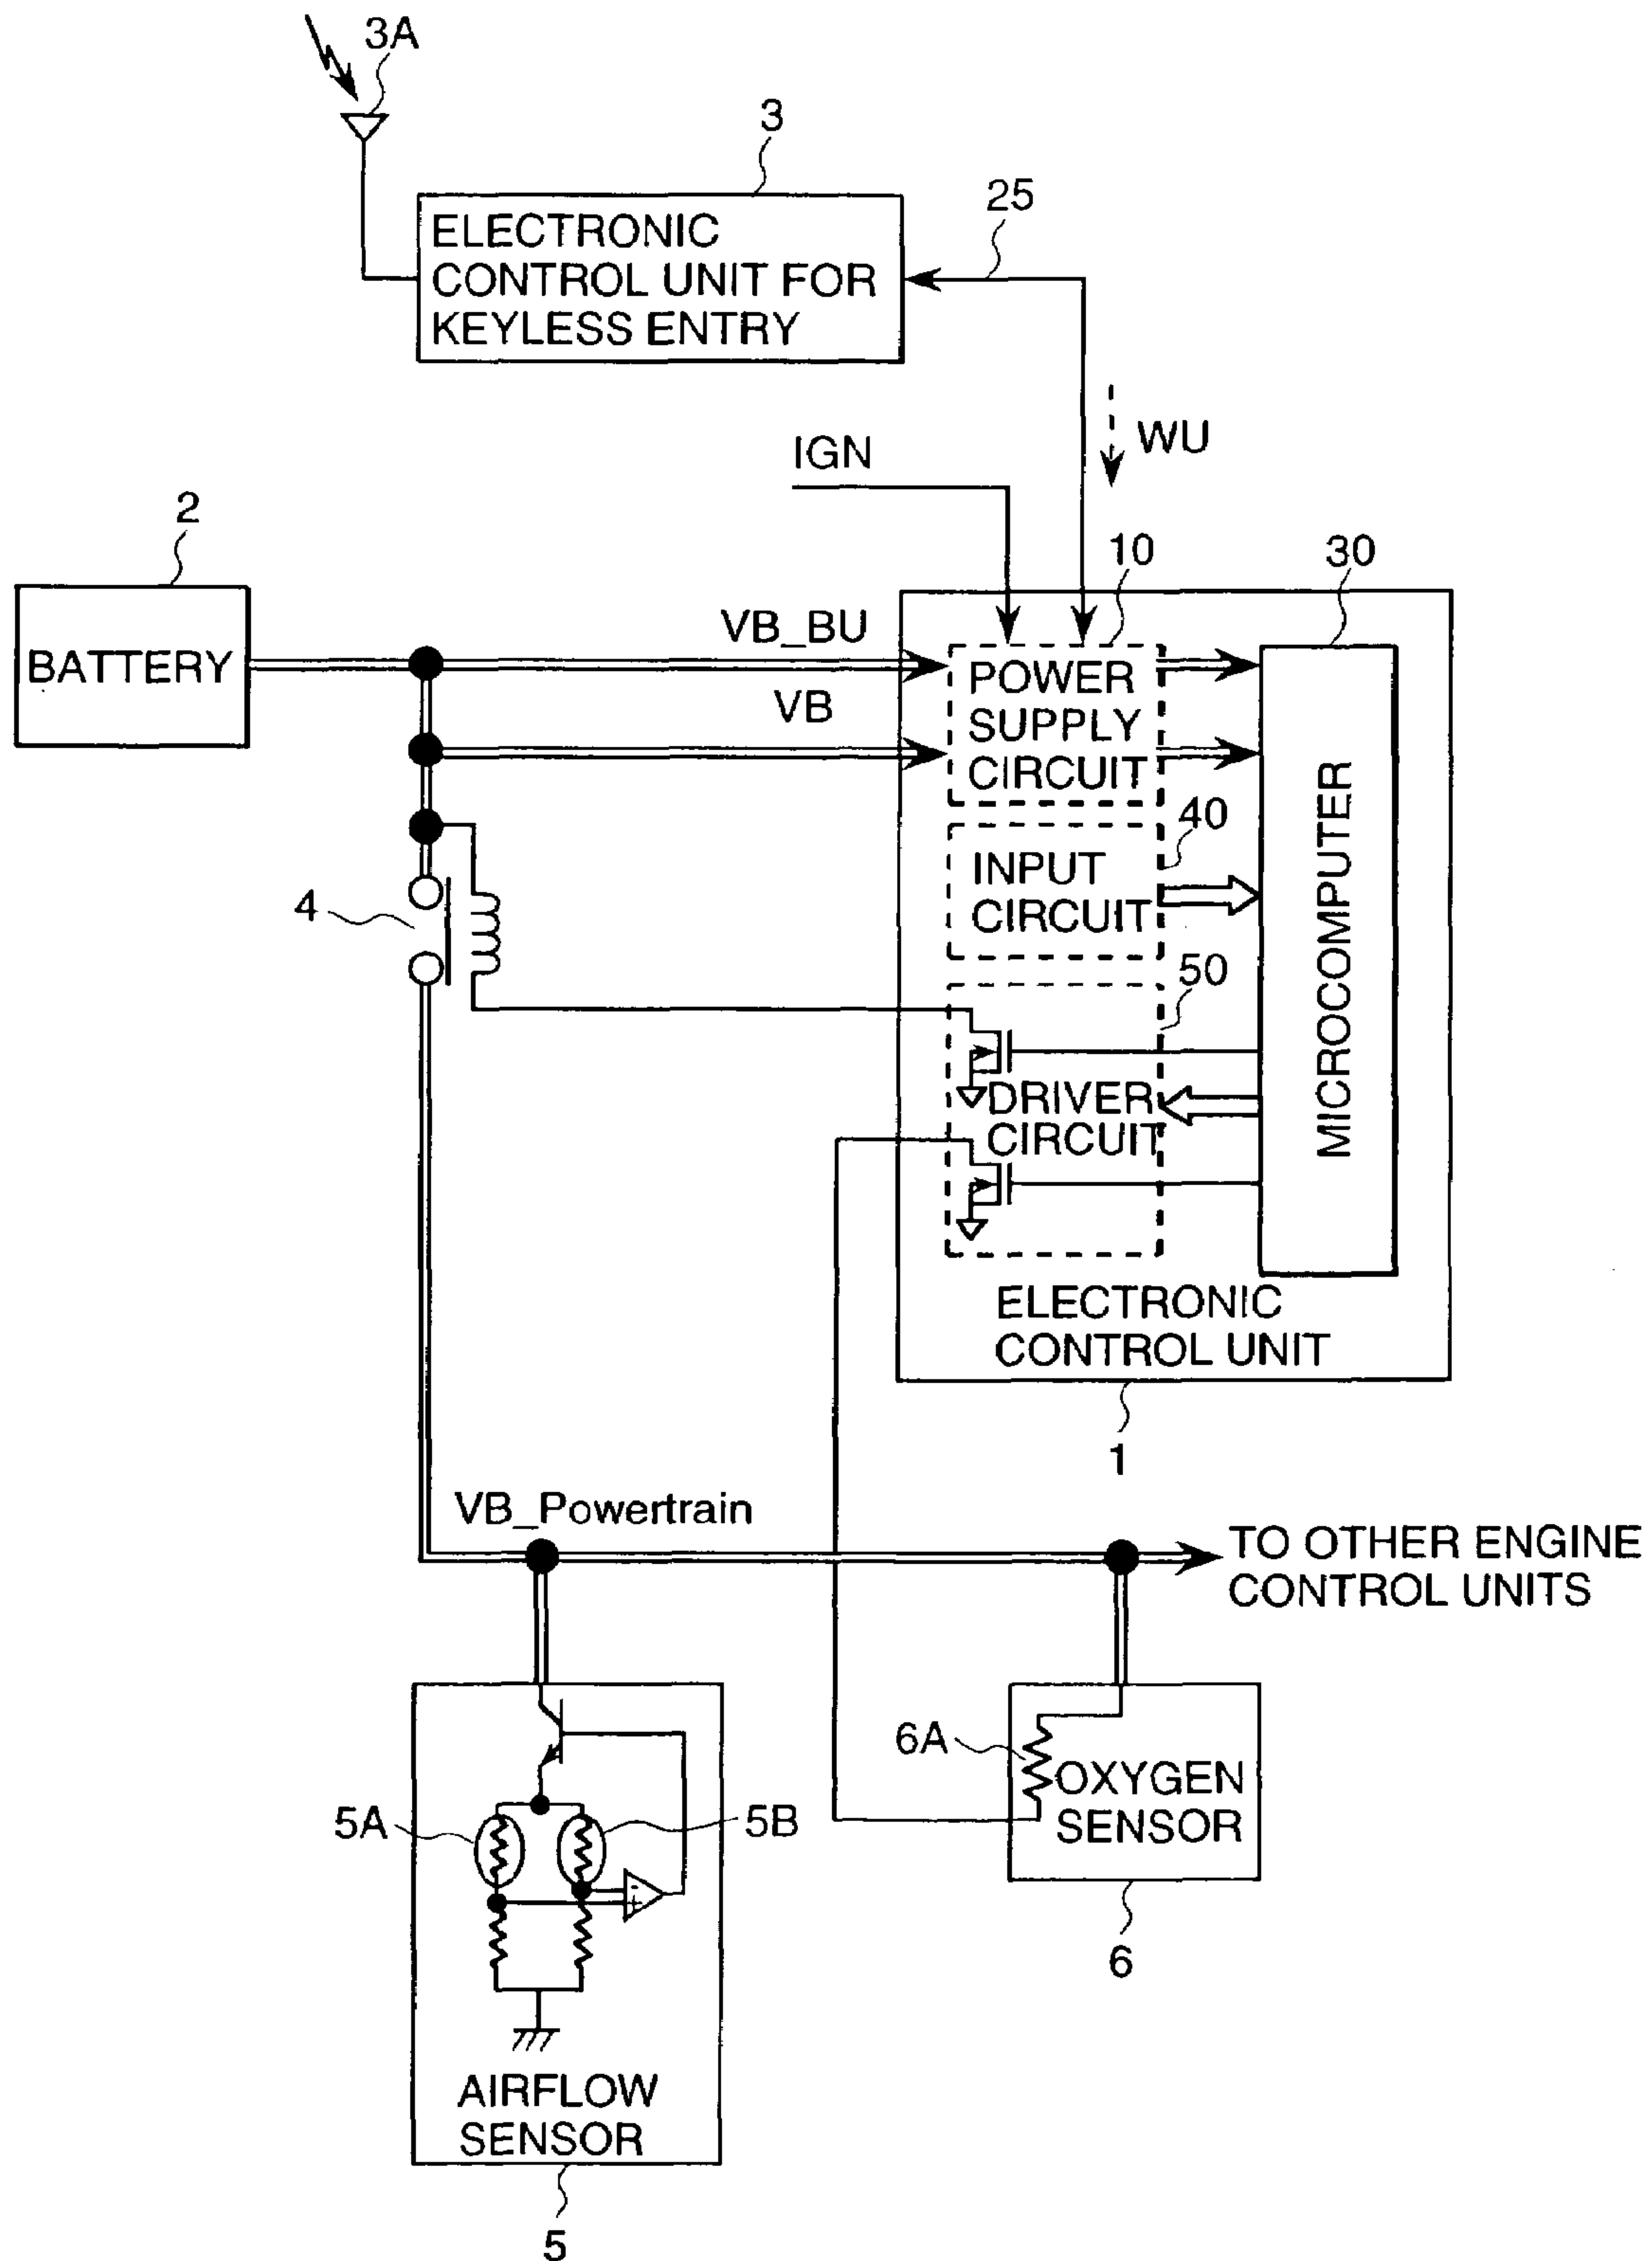 3A
3
25
ELECTRONIC
CONTROL UNIT FOR
KEYLESS ENTRY
WU
IGN
2
10
30
BATTERY
VB_BU
VB
POWER
SUPPLY
CIRCUIT
40
INPUT
CIRCUIT
4
50
DRIVER
CIRCUIT
MICROCOMPUTER
ELECTRONIC
CONTROL UNIT
1
VB_Powertrain
TO OTHER ENGINE
CONTROL UNITS
6A
OXYGEN
SENSOR
5A
5B
-
+
6
AIRFLOW
SENSOR
5